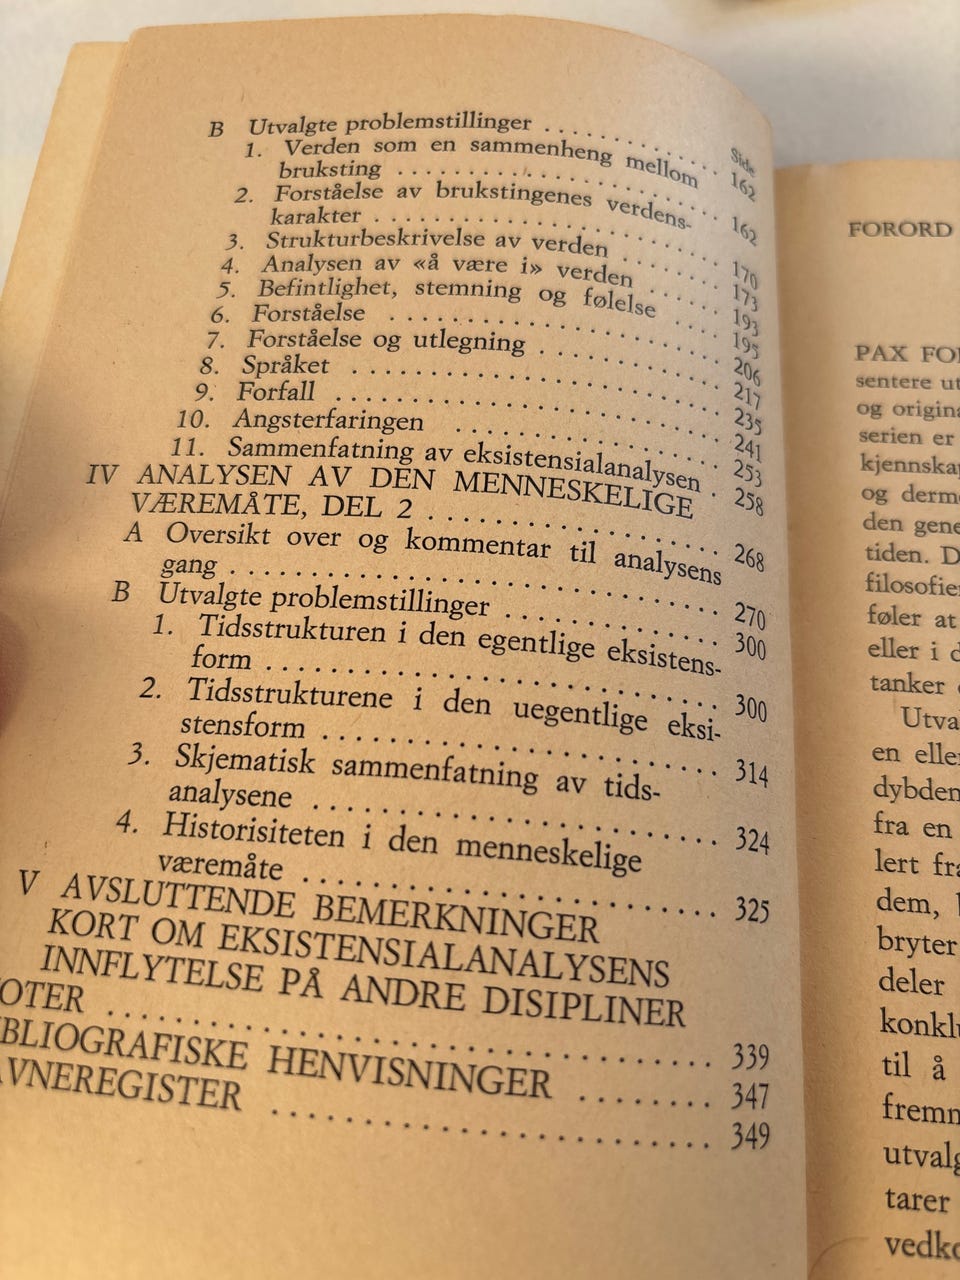 Side
B Utvalgte problemstillinger . . . . . . . . . . 162
1. Verden som en sammenheng mellom
bruksting . . . . . . . . . . . . . . . . 162
2. Forståelse av brukstingenes verdens-
karakter . . . . . . . . . . . . . . . . 170
3. Strukturbeskrivelse av verden . . . . . . 173
4. Analysen av «å være i» verden . . . . . . 193
5. Befintlighet, stemning og følelse . . . . 195
6. Forståelse . . . . . . . . . . . . . . . . 206
7. Forståelse og utlegning . . . . . . . . . . 217
8. Språket . . . . . . . . . . . . . . . . . . 235
9. Forfall . . . . . . . . . . . . . . . . . . 241
10. Angsterfaringen . . . . . . . . . . . . . 253
11. Sammenfatning av eksistensialanalysen . 258
IV ANALYSEN AV DEN MENNESKELIGE
VÆREMÅTE, DEL 2 . . . . . . . . . . . . . . 268
A Oversikt over og kommentar til analysens
gang . . . . . . . . . . . . . . . . . . . . 270
B Utvalgte problemstillinger . . . . . . . . . . 300
1. Tidsstrukturen i den egentlige eksistens-
form . . . . . . . . . . . . . . . . . . . 300
2. Tidsstrukturene i den uegentlige eksi-
stensform . . . . . . . . . . . . . . . . 314
3. Skjematisk sammenfatning av tids-
analysene . . . . . . . . . . . . . . . . 324
4. Historisiteten i den menneskelige
væremåte . . . . . . . . . . . . . . . . 325
V AVSLUTTENDE BEMERKNINGER
KORT OM EKSISTENSIALANALYSENS
INNFLYTELSE PÅ ANDRE DISIPLINER
OTER . . . . . . . . . . . . . . . . . . . . 339
BLIOGRAFISKE HENVISNINGER . . . . . . . 347
VNEREGISTER . . . . . . . . . . . . . . . . 349
FORORD
PAX FO
sentere ut
og origin
serien er
kjennska
og derm
den gene
tiden. D
filosofie
føler at
eller i d
tanker
Utva
en elle
dybden
fra en
lert fra
dem,
bryter
deler
konklu
til å
fremn
utvalg
tarer
vedko